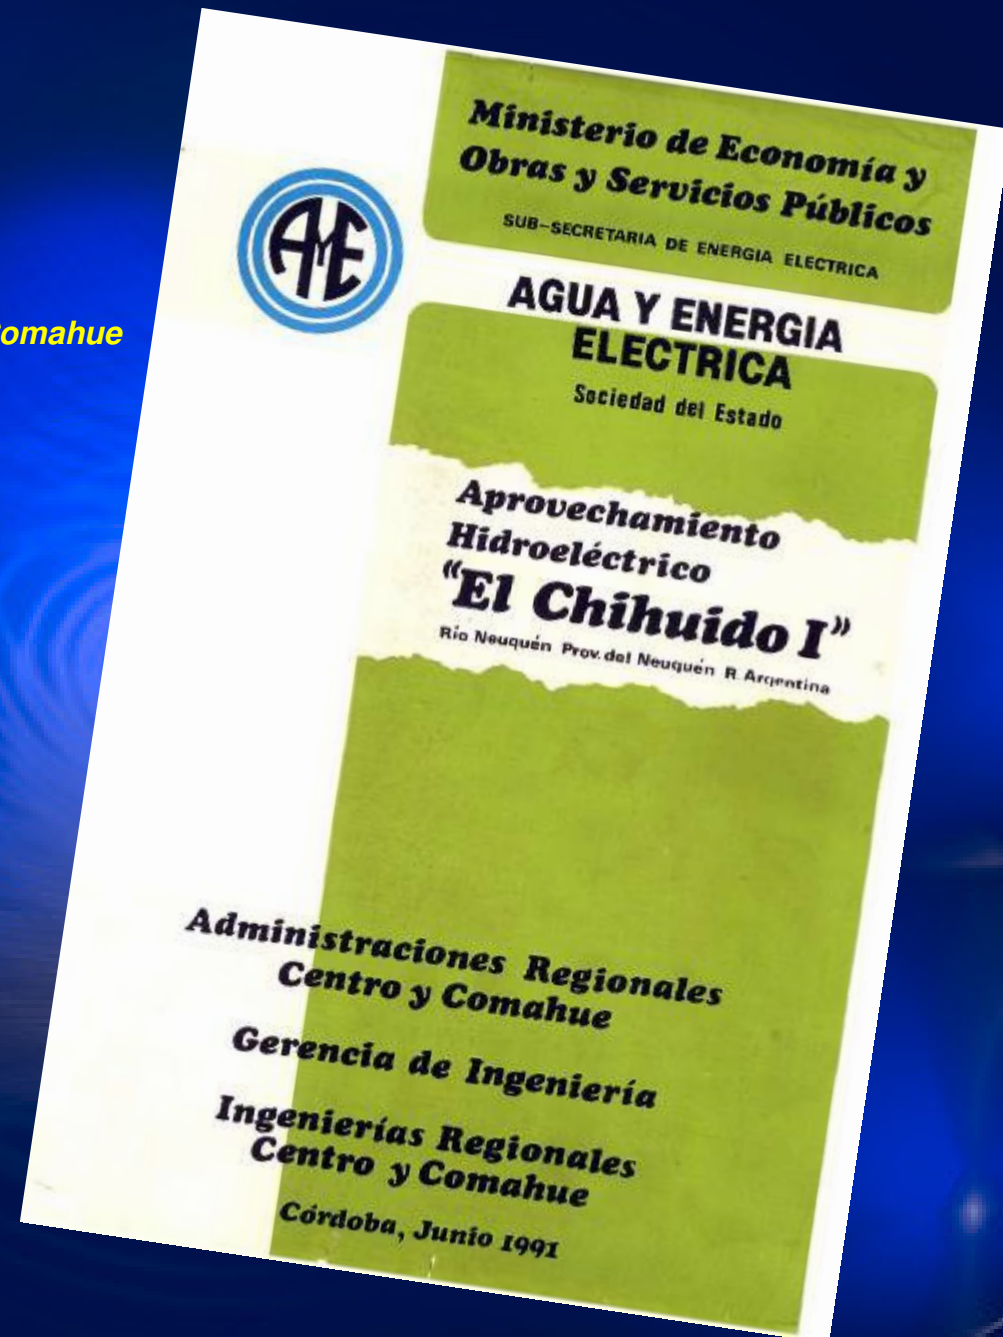 Ministerio de Economía y
Obras y Servicios Públicos
SUB-SECRETARIA DE ENERGIA ELECTRICA
AyE
AGUA Y ENERGIA
ELECTRICA
Sociedad del Estado
omahue
Aprovechamiento
Hidroeléctrico
"El Chihuido I"
Río Neuquén Prov. del Neuquén R. Argentina
Administraciones Regionales
Centro y Comahue
Gerencia de Ingeniería
Ingenierías Regionales
Centro y Comahue
Córdoba, Junio 1991